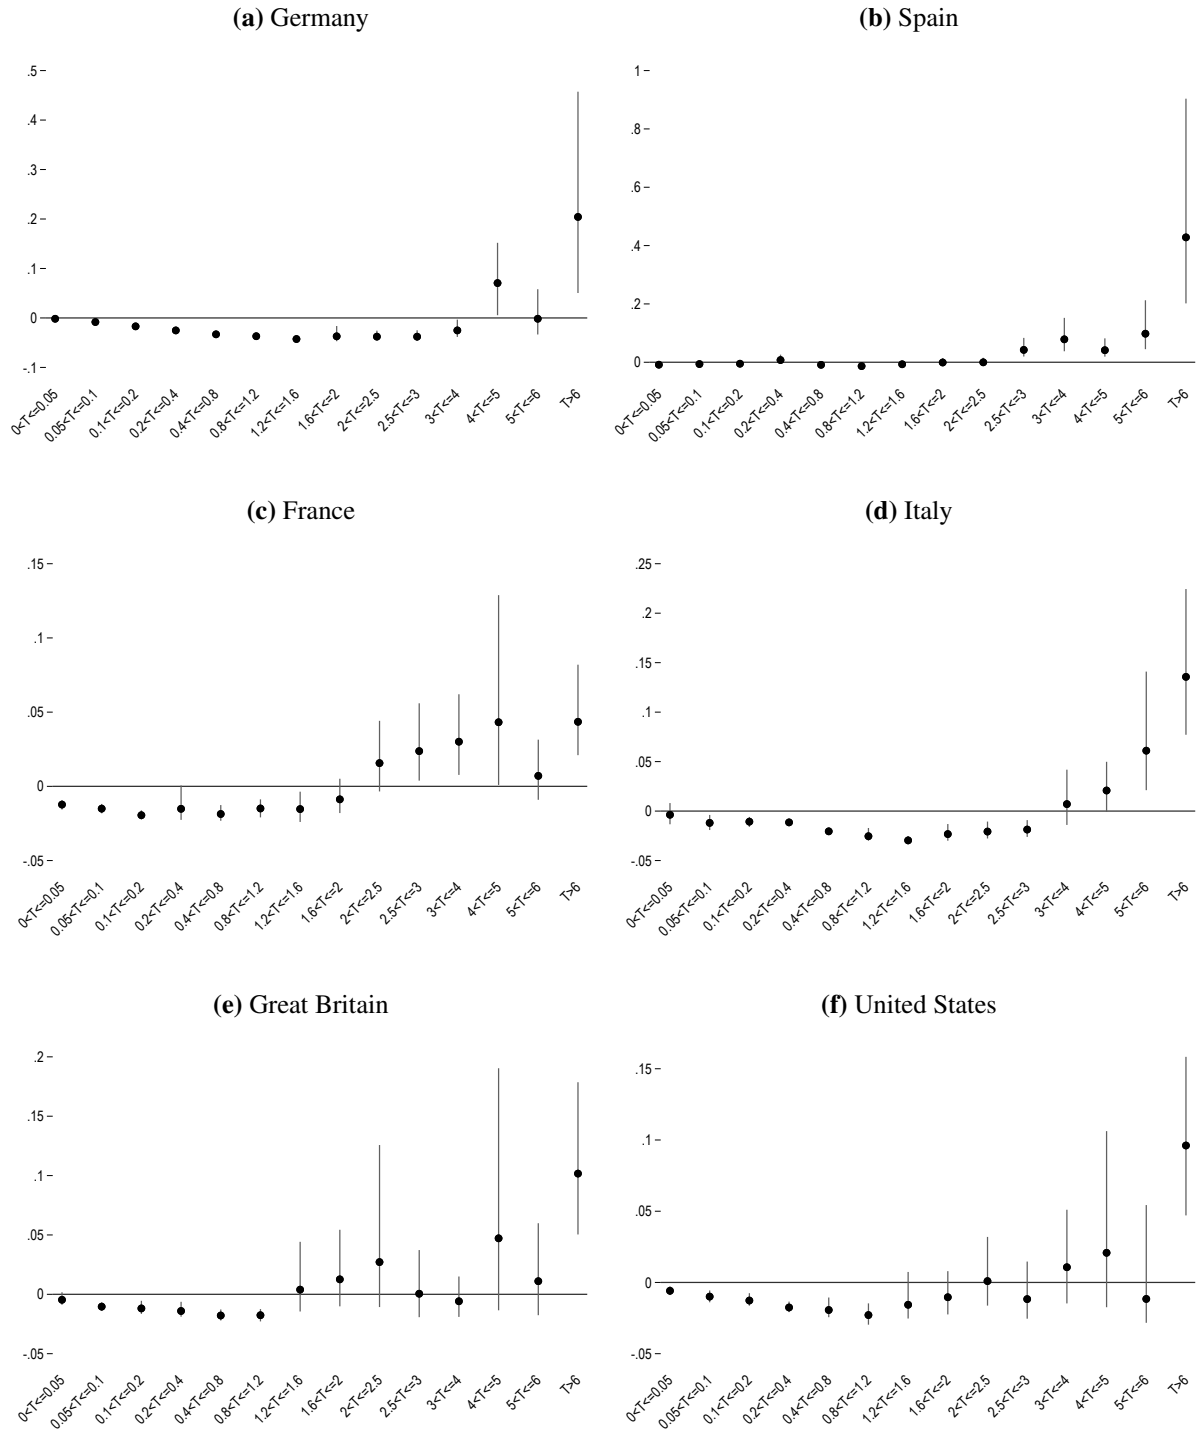 (a) Germany
.5
.4
.3
.2
.1
0
-.1
0<T<=0.05
0.05<T<=0.1
0.1<T<=0.2
0.2<T<=0.4
0.4<T<=0.8
0.8<T<=1.2
1.2<T<=1.6
1.6<T<=2
2<T<=2.5
2.5<T<=3
3<T<=4
4<T<=5
5<T<=6
T>6
(b) Spain
1
.8
.6
.4
.2
0
0<T<=0.05
0.05<T<=0.1
0.1<T<=0.2
0.2<T<=0.4
0.4<T<=0.8
0.8<T<=1.2
1.2<T<=1.6
1.6<T<=2
2<T<=2.5
2.5<T<=3
3<T<=4
4<T<=5
5<T<=6
T>6
(c) France
.15
.1
.05
0
-.05
0<T<=0.05
0.05<T<=0.1
0.1<T<=0.2
0.2<T<=0.4
0.4<T<=0.8
0.8<T<=1.2
1.2<T<=1.6
1.6<T<=2
2<T<=2.5
2.5<T<=3
3<T<=4
4<T<=5
5<T<=6
T>6
(d) Italy
.25
.2
.15
.1
.05
0
-.05
0<T<=0.05
0.05<T<=0.1
0.1<T<=0.2
0.2<T<=0.4
0.4<T<=0.8
0.8<T<=1.2
1.2<T<=1.6
1.6<T<=2
2<T<=2.5
2.5<T<=3
3<T<=4
4<T<=5
5<T<=6
T>6
(e) Great Britain
.2
.15
.1
.05
0
-.05
0<T<=0.05
0.05<T<=0.1
0.1<T<=0.2
0.2<T<=0.4
0.4<T<=0.8
0.8<T<=1.2
1.2<T<=1.6
1.6<T<=2
2<T<=2.5
2.5<T<=3
3<T<=4
4<T<=5
5<T<=6
T>6
(f) United States
.15
.1
.05
0
-.05
0<T<=0.05
0.05<T<=0.1
0.1<T<=0.2
0.2<T<=0.4
0.4<T<=0.8
0.8<T<=1.2
1.2<T<=1.6
1.6<T<=2
2<T<=2.5
2.5<T<=3
3<T<=4
4<T<=5
5<T<=6
T>6